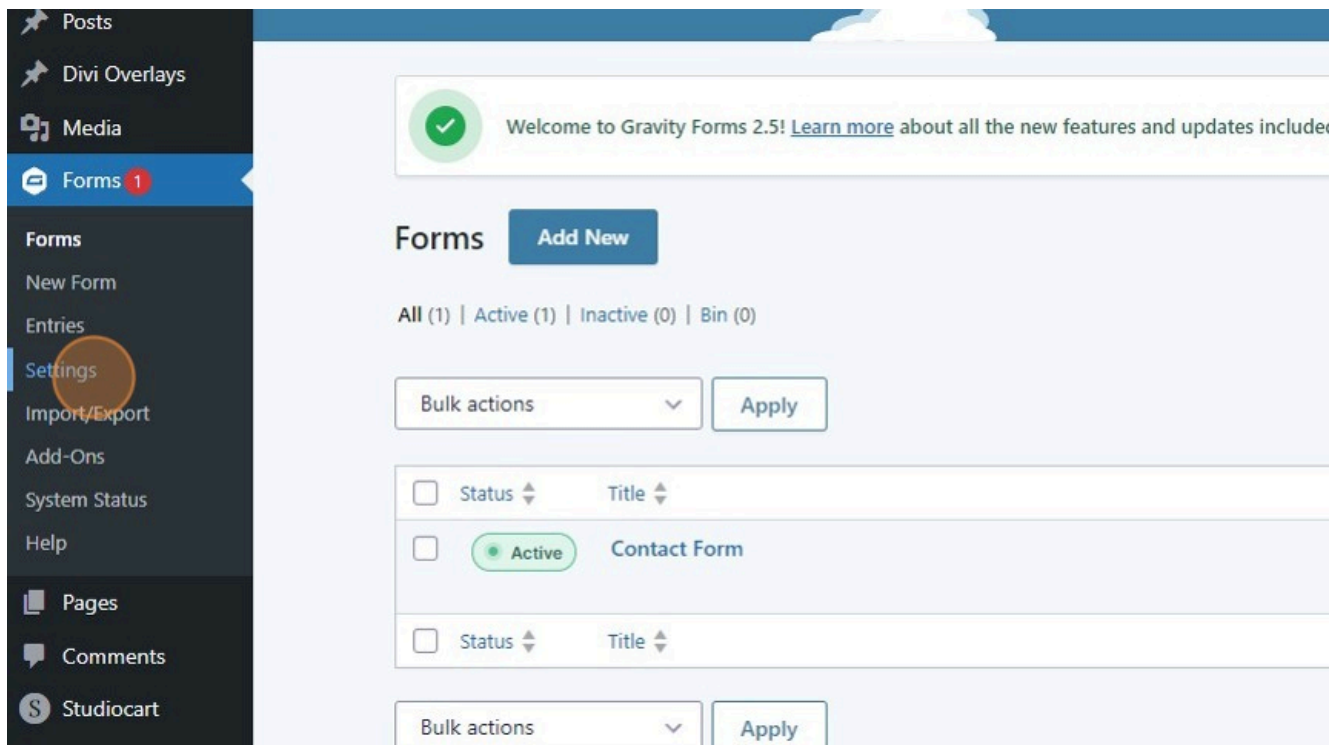 Posts
Divi Overlays
Media
Forms 1
Forms
New Form
Entries
Settings
Import/Export
Add-Ons
System Status
Help
Pages
Comments
S Studiocart
Welcome to Gravity Forms 2.5! Learn more about all the new features and updates included
Forms Add New
All (1) | Active (1) | Inactive (0) | Bin (0)
Bulk actions Apply
Status Title
Active Contact Form
Status Title
Bulk actions Apply